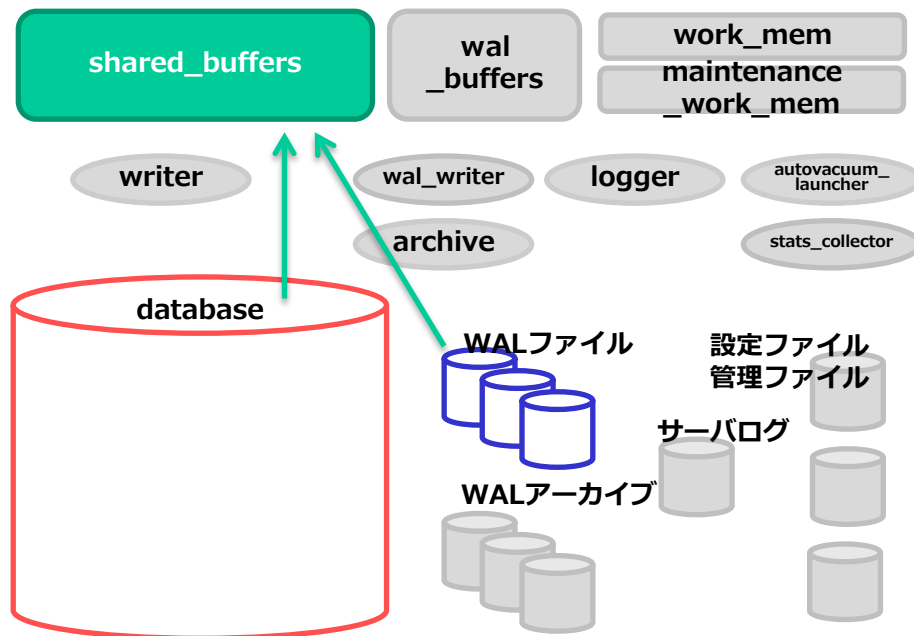 shared_buffers
wal
_buffers
work_mem
maintenance
_work_mem
writer
wal_writer
logger
autovacuum_
launcher
archive
stats_collector
database
WALファイル
設定ファイル
管理ファイル
サーバログ
WALアーカイブ